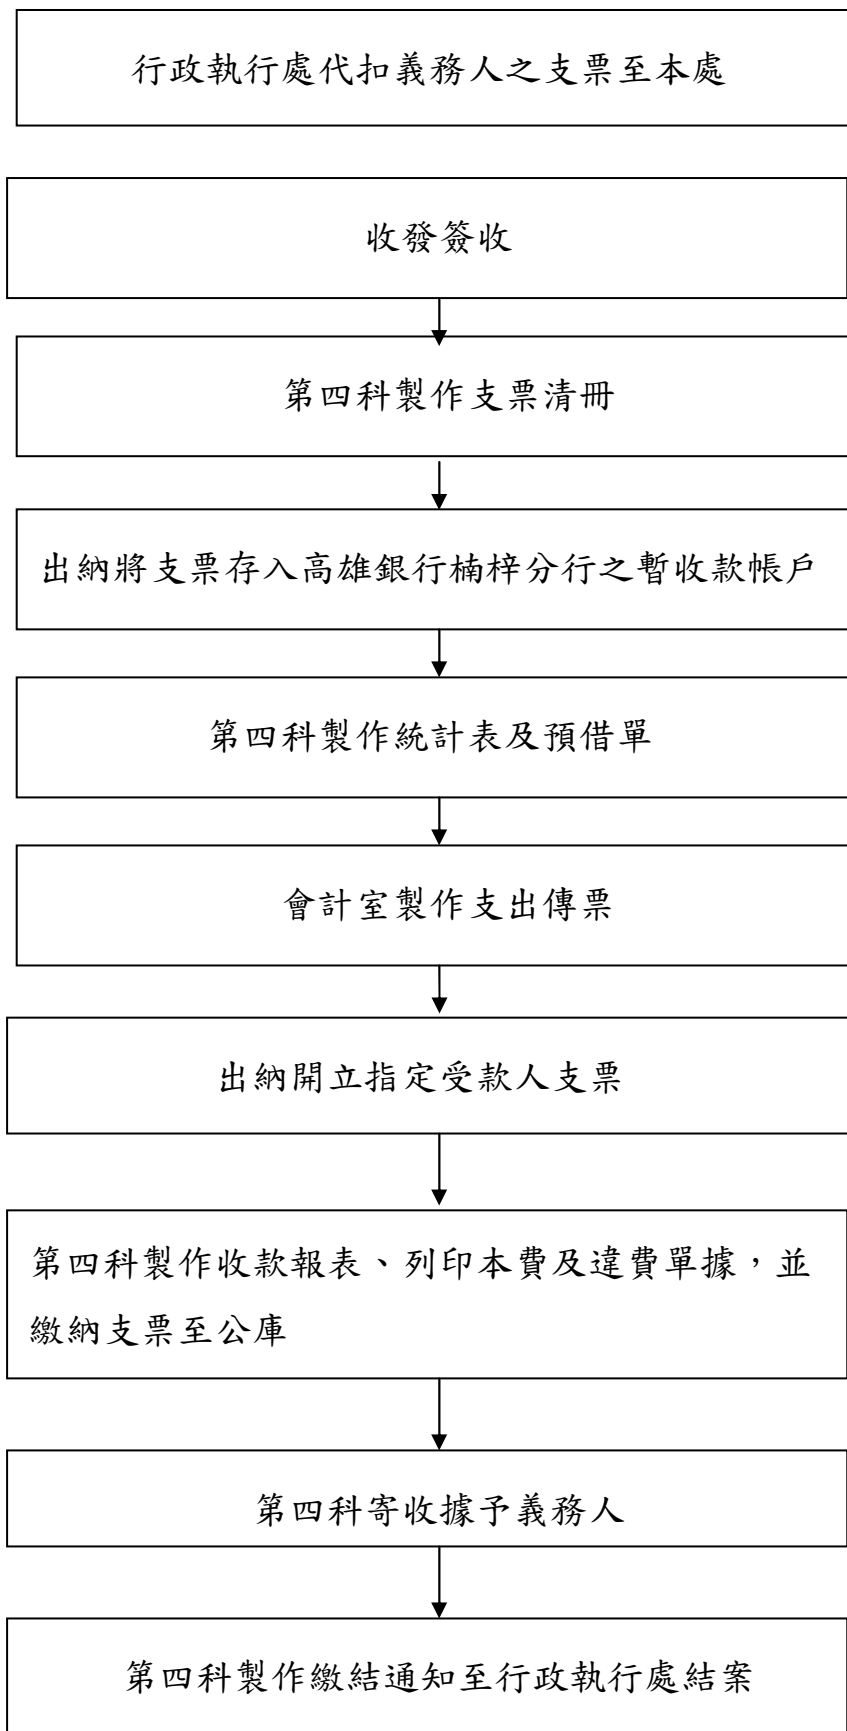 行政執行處代扣義務人之支票至本處
收發簽收
第四科製作支票清冊
出納將支票存入高雄銀行楠梓分行之暫收款帳戶
第四科製作統計表及預借單
會計室製作支出傳票
出納開立指定受款人支票
第四科製作收款報表、列印本費及違費單據，並
繳納支票至公庫
第四科寄收據予義務人
第四科製作繳結通知至行政執行處結案